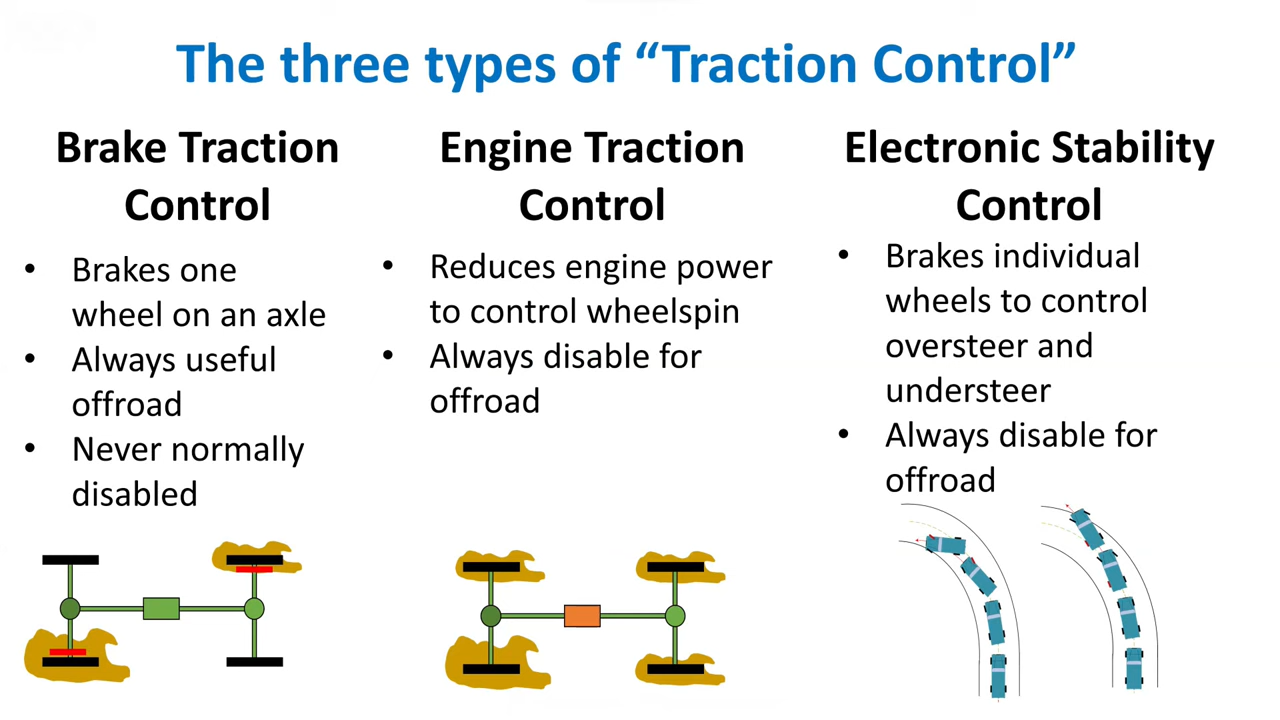 The three types of “Traction Control”
Brake Traction
Control
• Brakes one
wheel on an axle
• Always useful
offroad
• Never normally
disabled
Engine Traction
Control
• Reduces engine power
to control wheelspin
• Always disable for
offroad
Electronic Stability
Control
• Brakes individual
wheels to control
oversteer and
understeer
• Always disable for
offroad